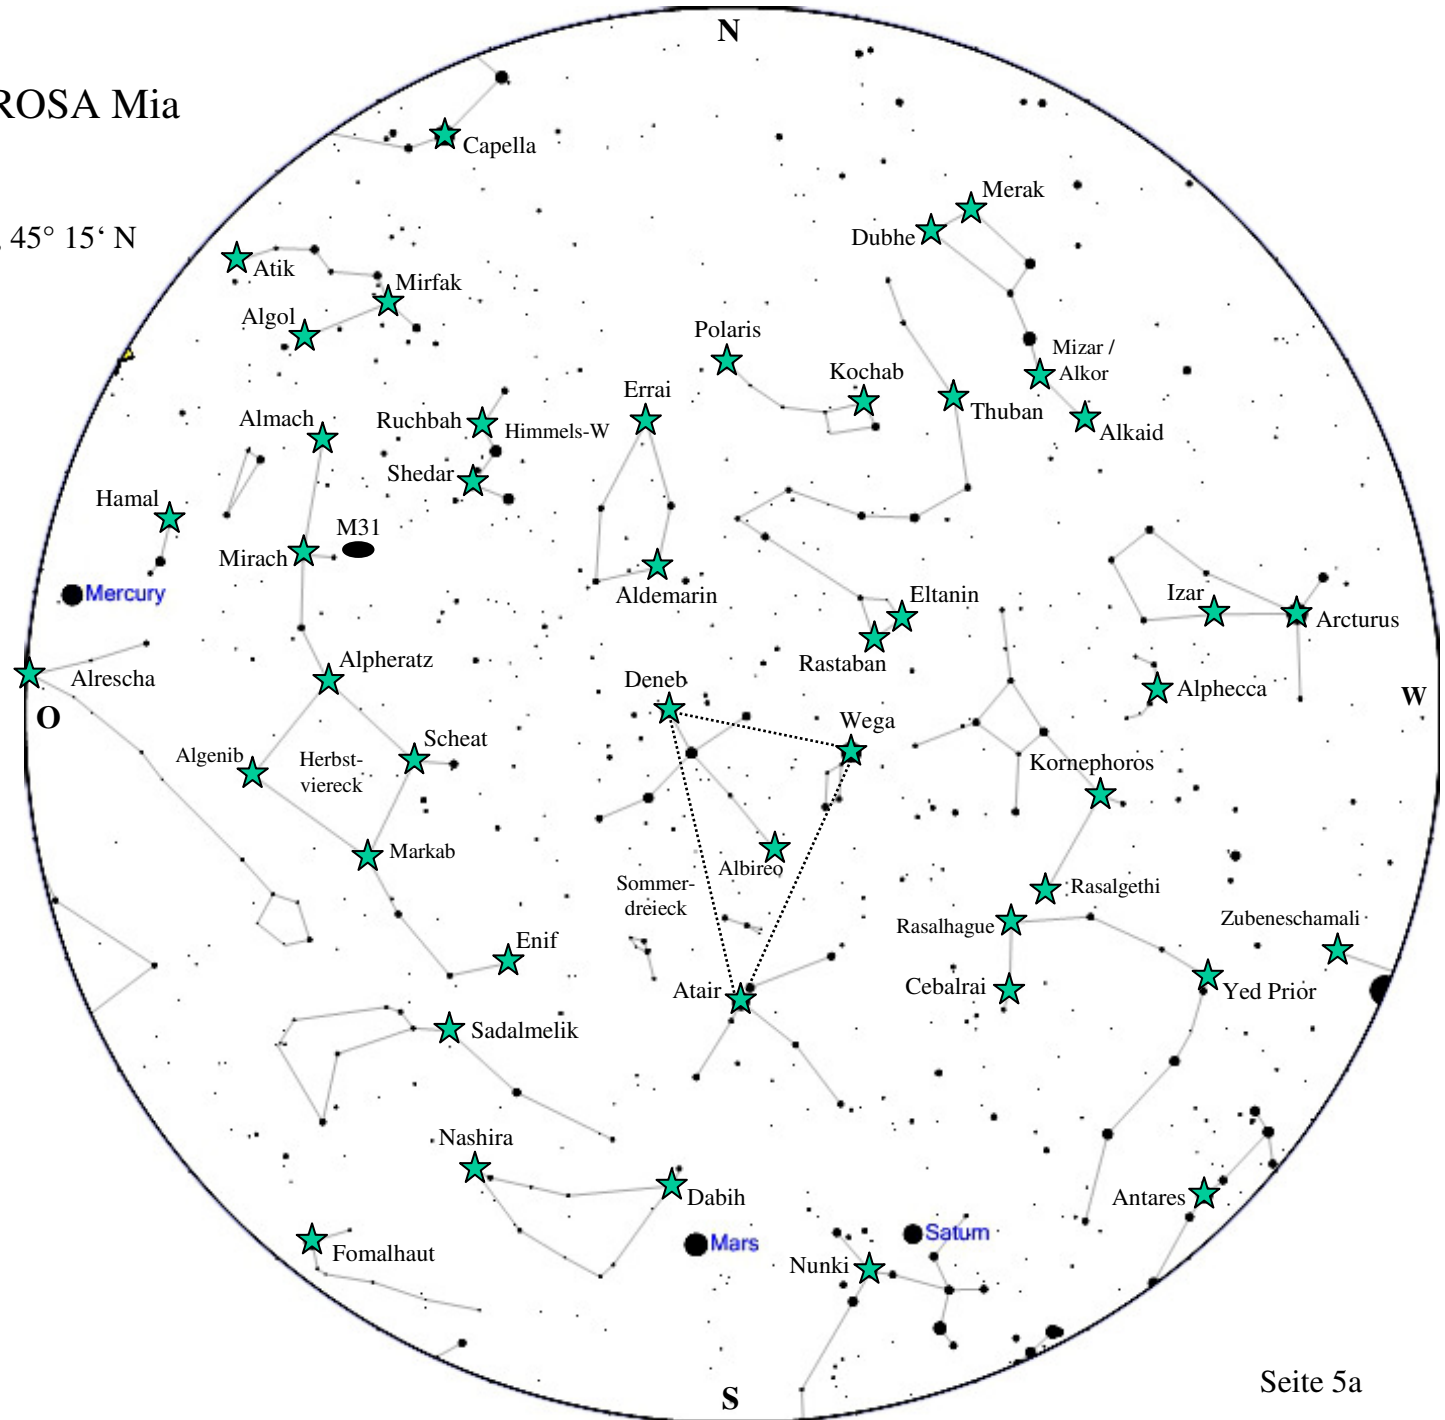 N
ROSA Mia
Capella
Merak
Dubhe
45° 15‘ N
Atik
Mirfak
Algol
Polaris
Mizar /
Alkor
Kochab
Errai
Thuban
Almach
Ruchbah
Himmels-W
Alkaid
Shedar
Hamal
M31
Mirach
Mercury
Aldemarin
Eltanin
Izar
Arcturus
Rastaban
Alpheratz
Alrescha
Deneb
Alphecca
W
O
Wega
Scheat
Algenib
Herbst-
viereck
Kornephoros
Markab
Albireo
Sommer-
dreieck
Rasalgethi
Rasalhague
Zubeneschamali
Enif
Atair
Cebalrai
Yed Prior
Sadalmelik
Nashira
Dabih
Antares
Fomalhaut
Mars
Saturn
Nunki
Seite 5a
S